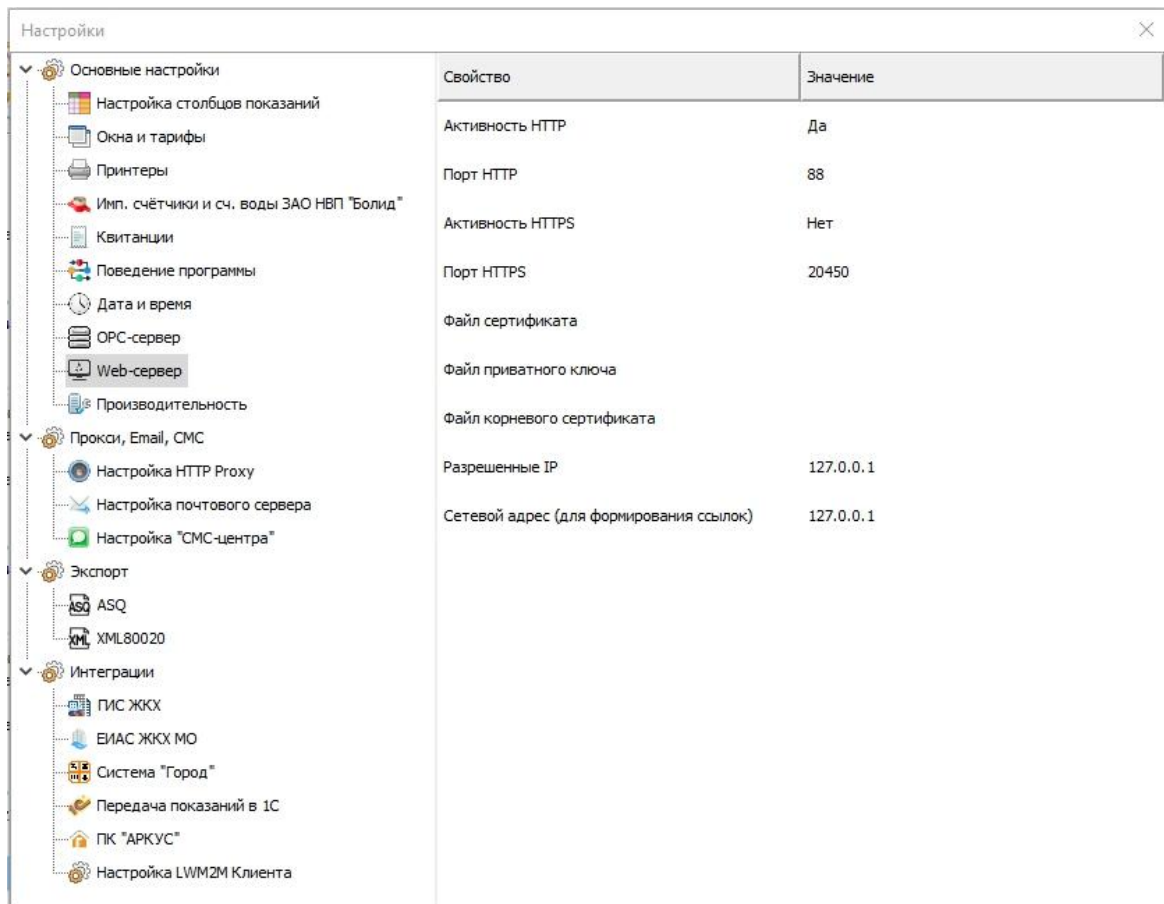 Настройки
Основные настройки
Настройка столбцов показаний
Окна и тарифы
Принтеры
Имп. счётчики и сч. воды ЗАО НВП "Болид"
Квитанции
Поведение программы
Дата и время
OPC-сервер
Web-сервер
Производительность
Прокси, Email, СМС
Настройка HTTP Proxy
Настройка почтового сервера
Настройка "СМС-центра"
Экспорт
ASQ ASQ
XML XML80020
Интеграции
ГИС ЖКХ
ЕИАС ЖКХ МО
Система "Город"
Передача показаний в 1С
ПК "АРКУС"
Настройка LWM2M Клиента
Свойство Значение
Активность HTTP Да
Порт HTTP 88
Активность HTTPS Нет
Порт HTTPS 20450
Файл сертификата
Файл приватного ключа
Файл корневого сертификата
Разрешенные IP 127.0.0.1
Сетевой адрес (для формирования ссылок) 127.0.0.1